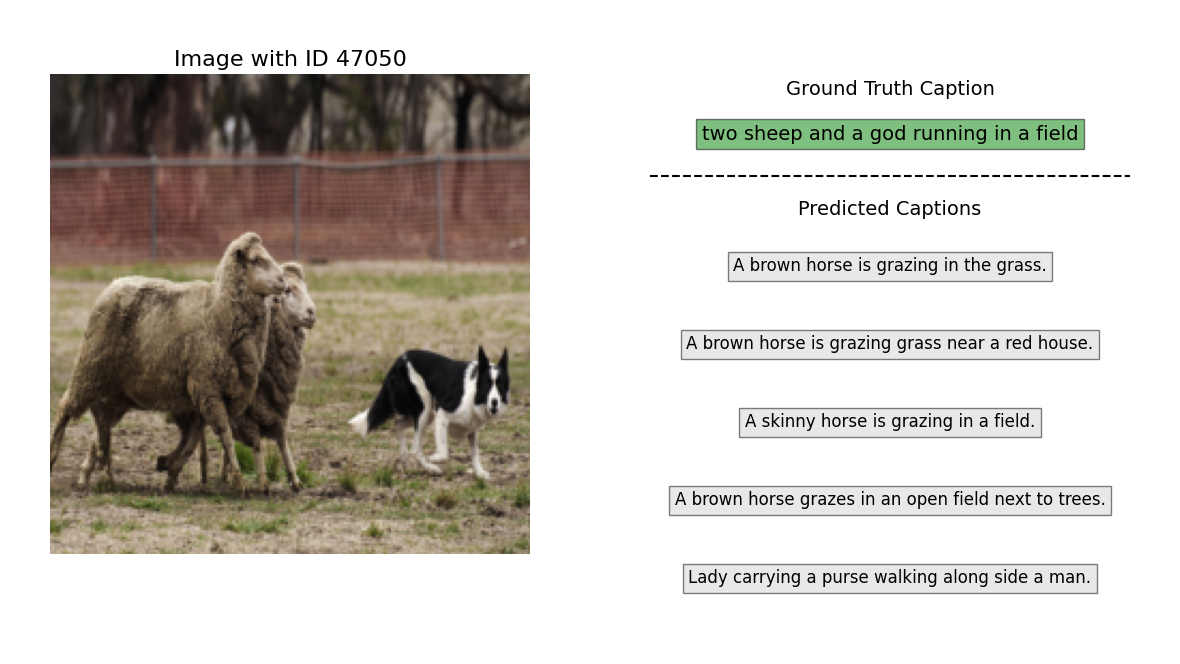 Image with ID 47050
Ground Truth Caption
two sheep and a god running in a field
Predicted Captions
A brown horse is grazing in the grass.
A brown horse is grazing grass near a red house.
A skinny horse is grazing in a field.
A brown horse grazes in an open field next to trees.
Lady carrying a purse walking along side a man.